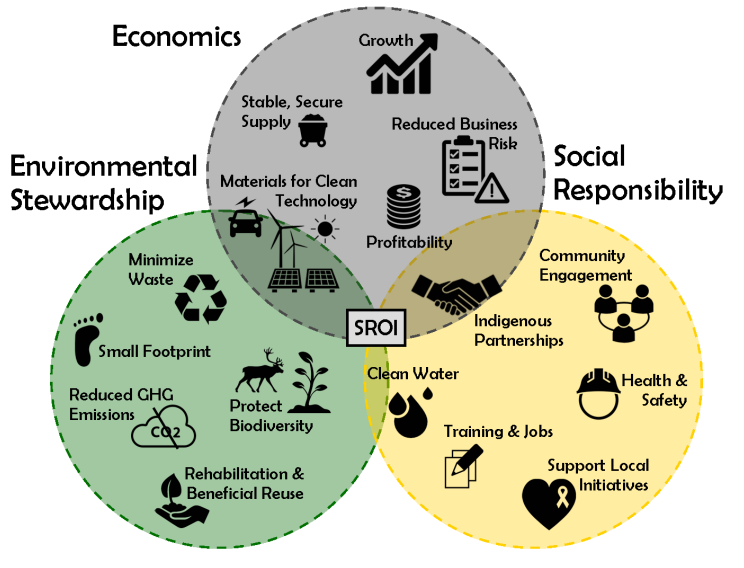 Economics
Growth
Stable, Secure
Supply
Reduced Business
Risk
Environmental
Stewardship
Social
Responsibility
Materials for Clean
Technology
Profitability
Minimize
Waste
Community
Engagement
SROI
Indigenous
Partnerships
Small Footprint
Clean Water
Health &
Safety
Reduced GHG
Emissions
CO2
Protect
Biodiversity
Training & Jobs
Rehabilitation &
Beneficial Reuse
Support Local
Initiatives